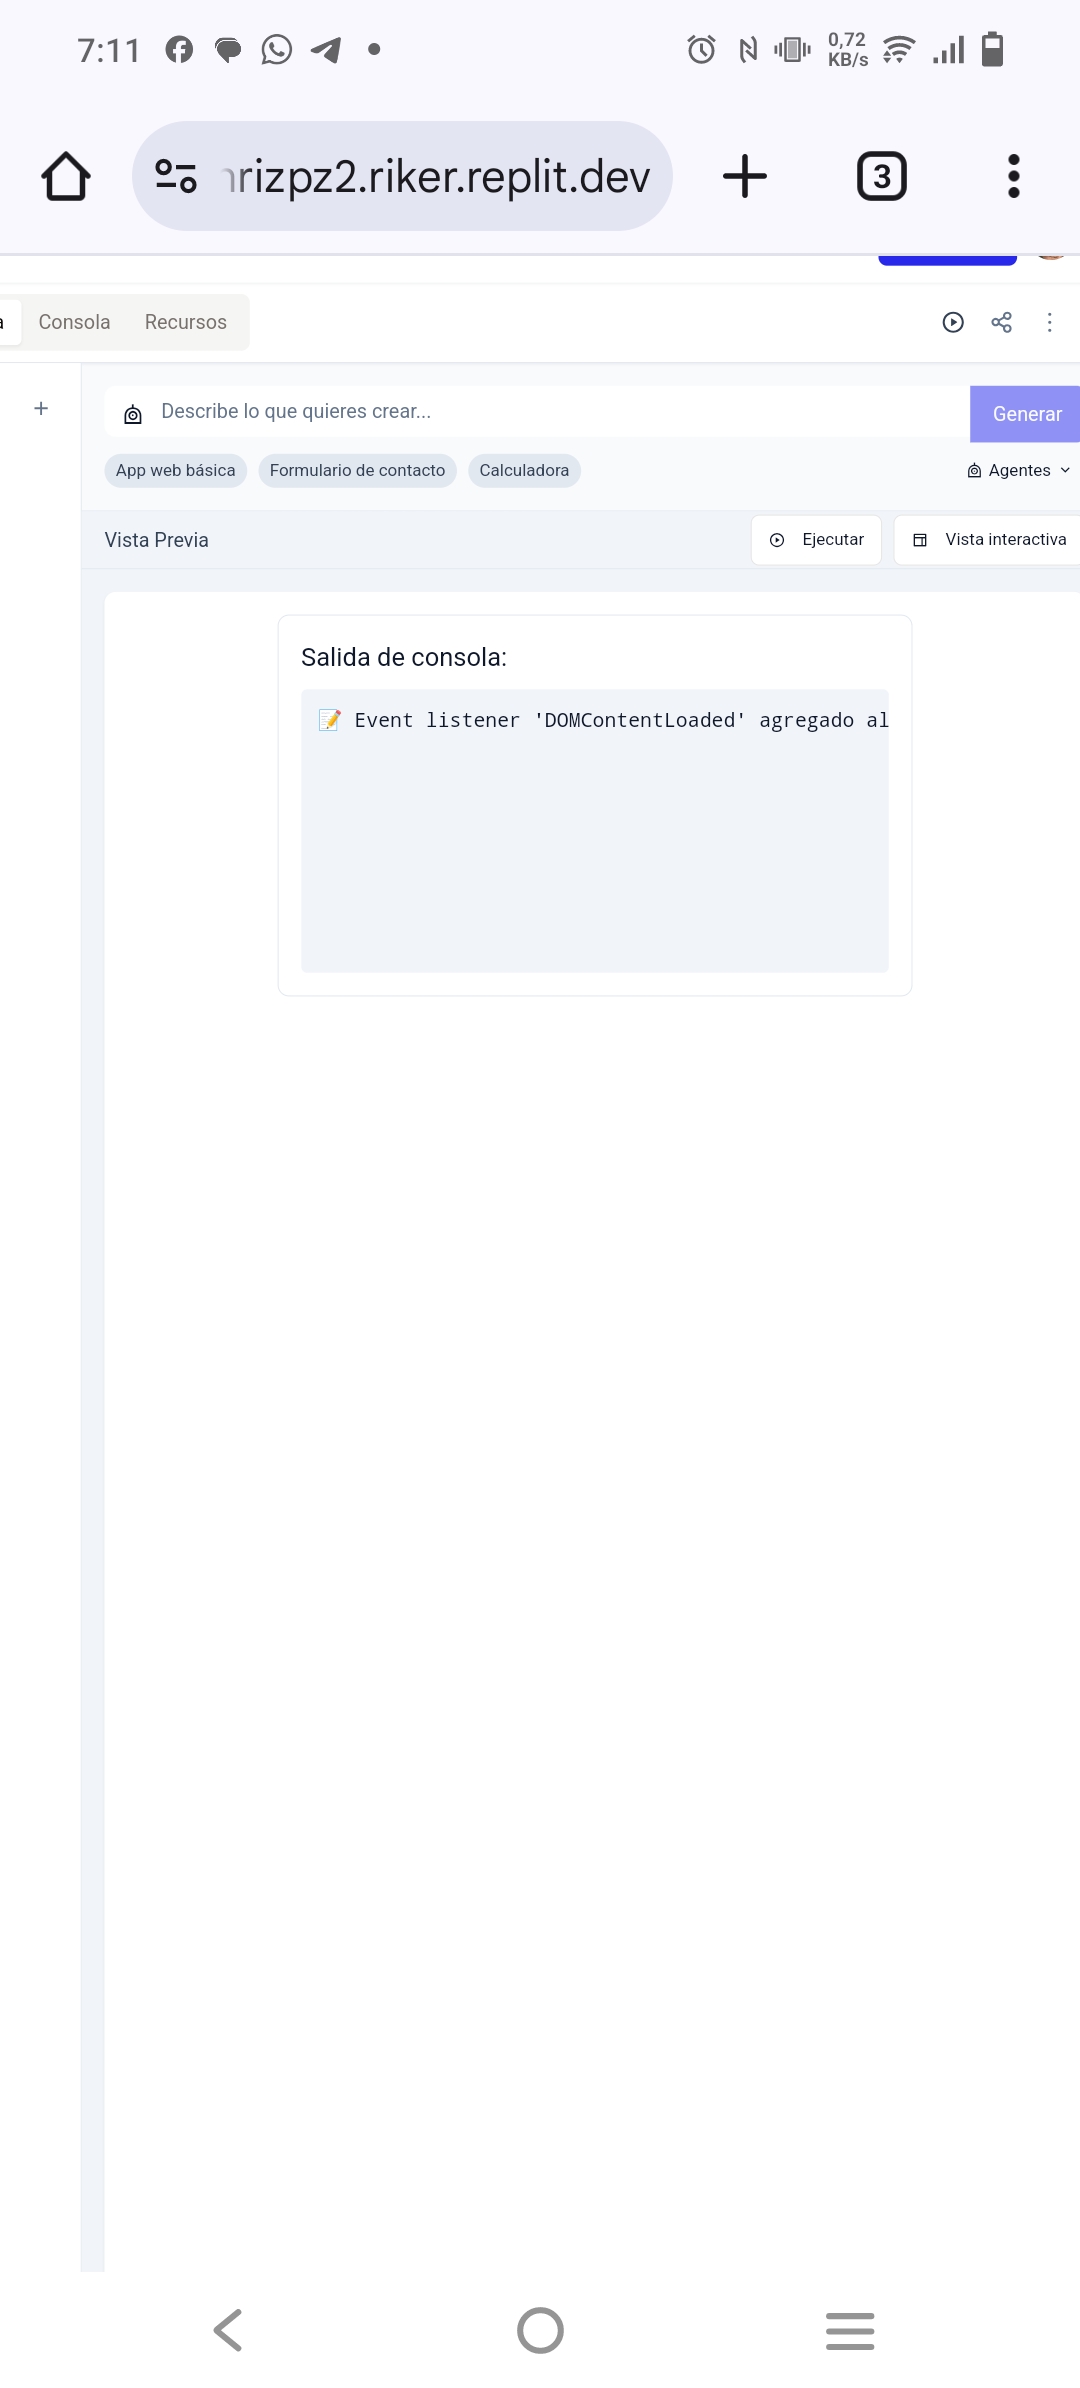 7:11
0,72
KB/s
rizpz2.riker.replit.dev
3
a
Consola
Recursos
+
Describe lo que quieres crear...
Generar
App web básica
Formulario de contacto
Calculadora
Agentes
Vista Previa
Ejecutar
Vista interactiva
Salida de consola:
📝 Event listener 'DOMContentLoaded' agregado al